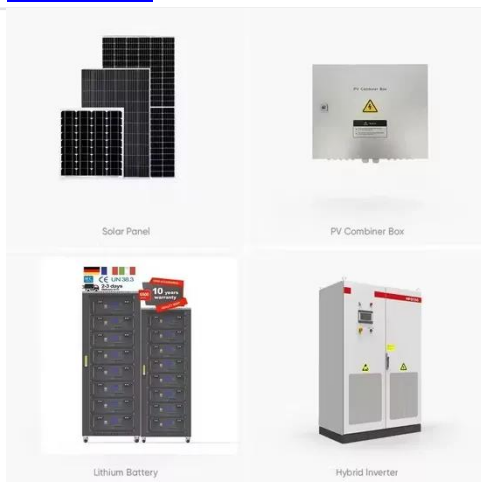 PV Combiner Box
Solar Panel
PV Combiner Box
CE UN38.3
2-3 days
10 years
warranty
Lithium Battery
Hybrid Inverter